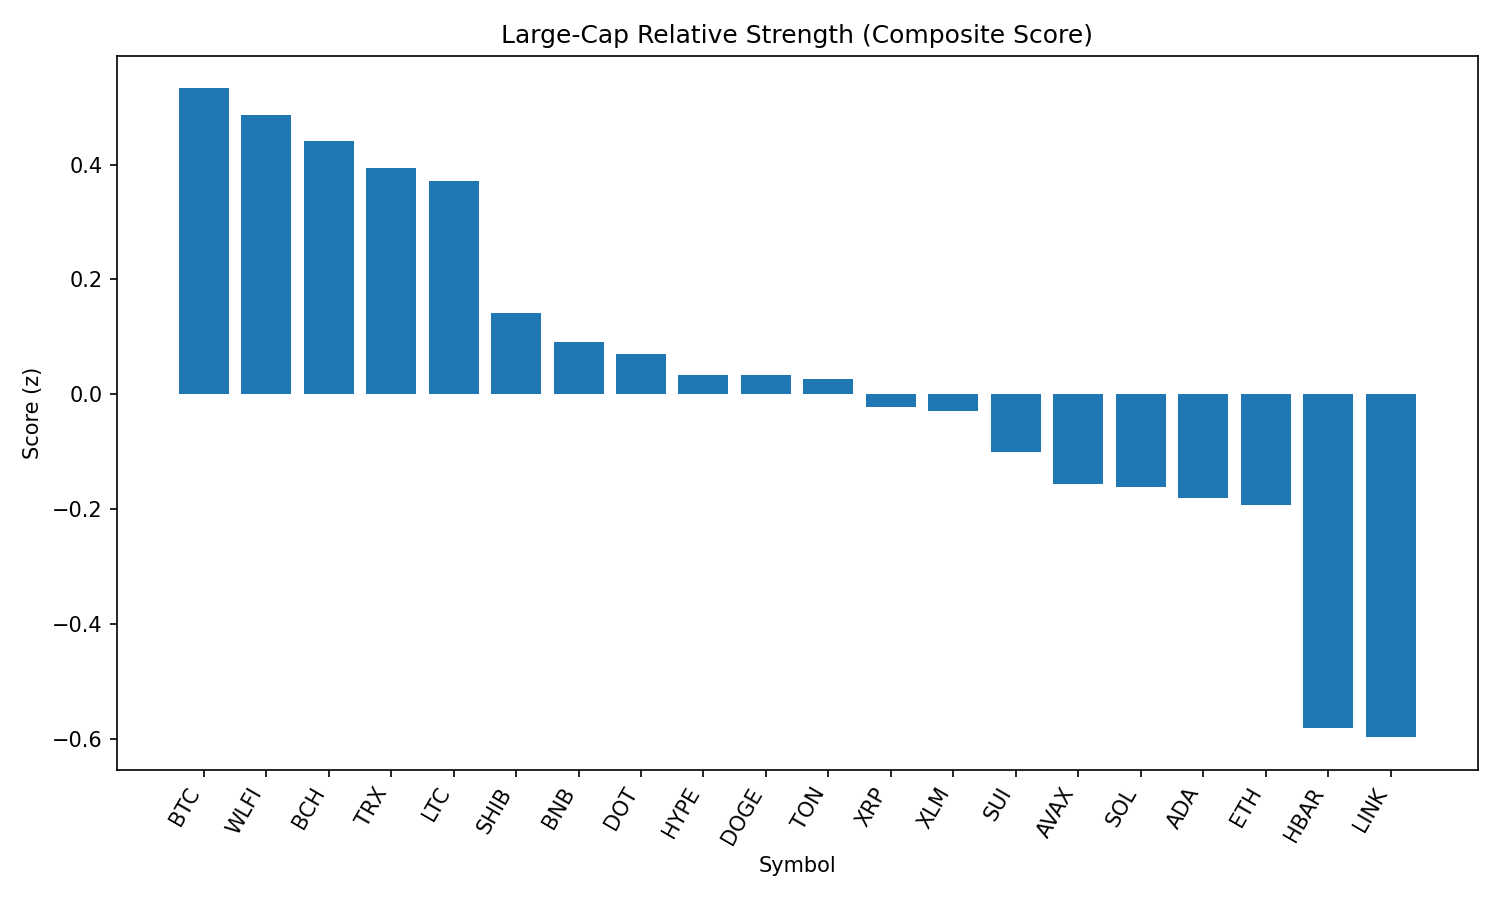 Large-Cap Relative Strength (Composite Score)
Score (z)
0.4
0.2
0.0
−0.2
−0.4
−0.6
BTC
WLFI
BCH
TRX
LTC
SHIB
BNB
DOT
HYPE
DOGE
TON
XRP
XLM
SUI
AVAX
SOL
ADA
ETH
HBAR
LINK
Symbol